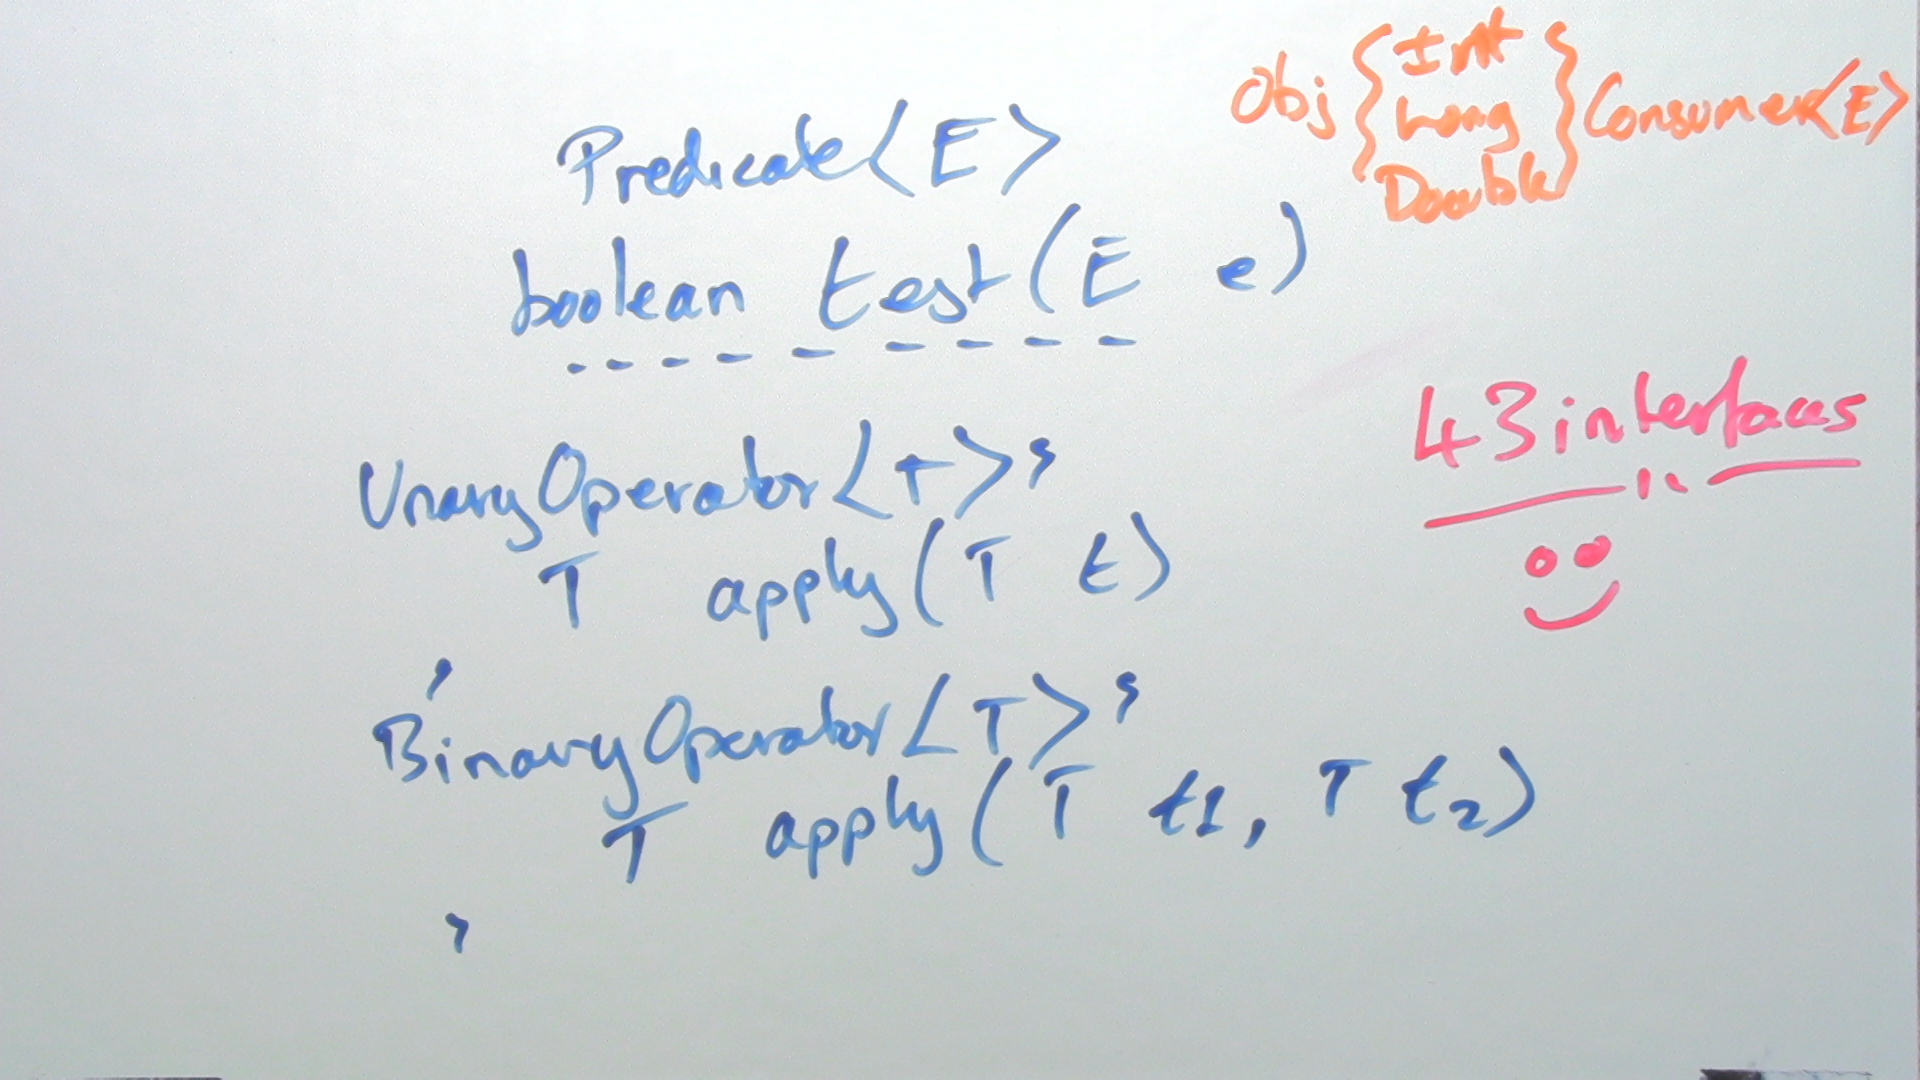 Predicate<E>
boolean test(E e)
UnaryOperator<T>
T apply(T t)
BinaryOperator<T>
T apply(T t1, T t2)
Obj { Int
Long
Double } Consumer<E>
43 interfaces